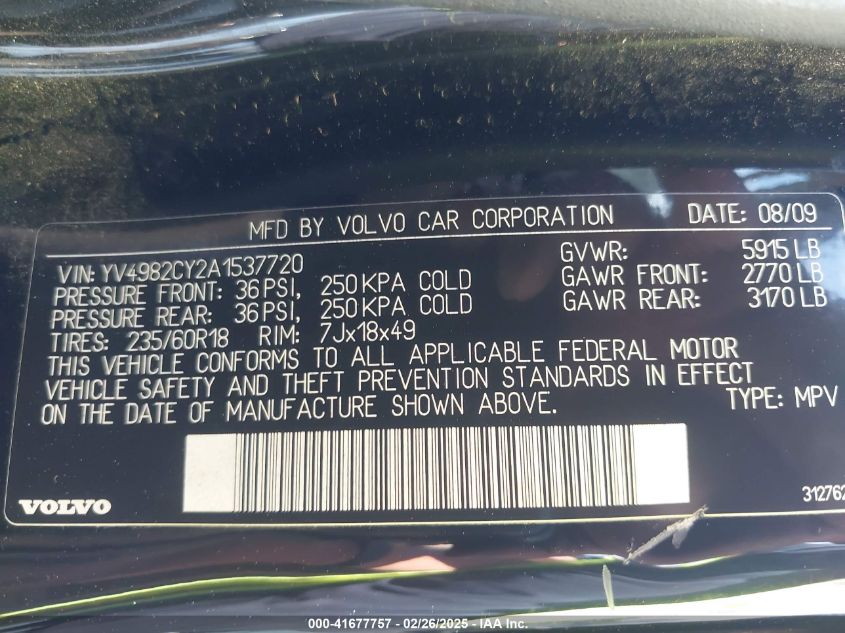 MFD BY VOLVO CAR CORPORATION DATE: 08/09
VIN: YV4982CY2A1537720 GVWR: 5915 LB
PRESSURE FRONT: 36 PSI, 250 KPA COLD GAWR FRONT: 2770 LB
PRESSURE REAR: 36 PSI, 250 KPA COLD GAWR REAR: 3170 LB
TIRES: 235/60R18 RIM: 7Jx18x49
THIS VEHICLE CONFORMS TO ALL APPLICABLE FEDERAL MOTOR
VEHICLE SAFETY AND THEFT PREVENTION STANDARDS IN EFFECT
ON THE DATE OF MANUFACTURE SHOWN ABOVE. TYPE: MPV
VOLVO 312762
000-41677757 - 02/26/2025 - IAA Inc.